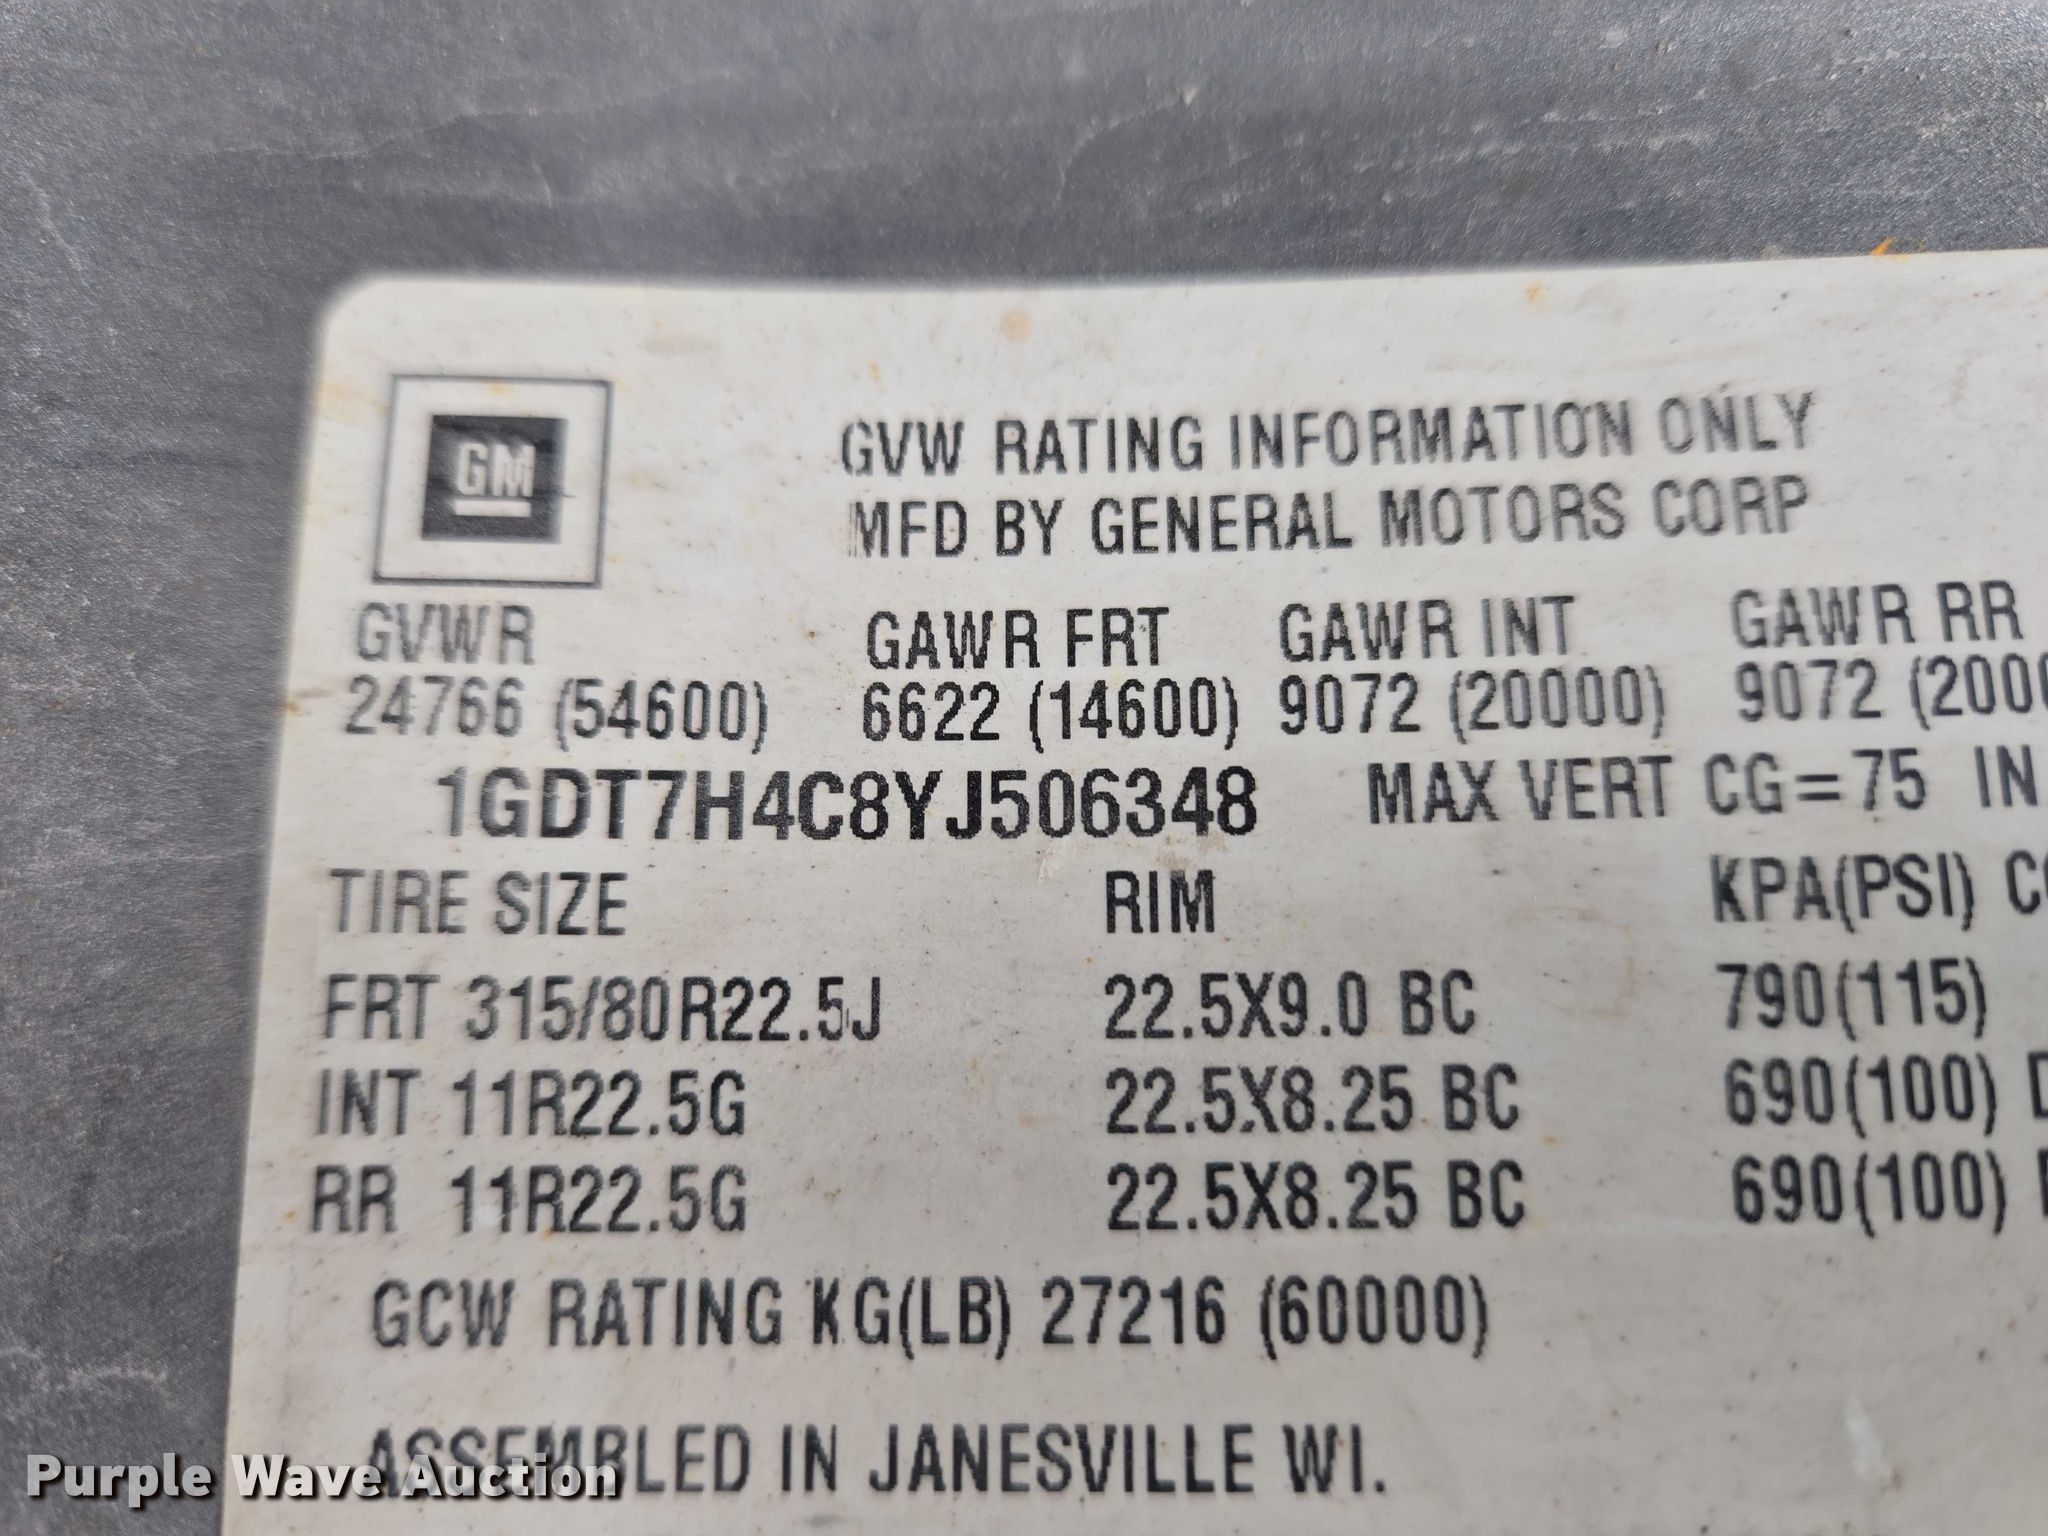 GM
GVW RATING INFORMATION ONLY
MFD BY GENERAL MOTORS CORP
GVWR GAWR FRT GAWR INT GAWR RR
24766 (54600) 6622 (14600) 9072 (20000) 9072 (2000
1GDT7H4C8YJ506348 MAX VERT CG=75 IN
TIRE SIZE RIM KPA(PSI)
FRT 315/80R22.5J 22.5X9.0 BC 790(115)
INT 11R22.5G 22.5X8.25 BC 690(100)
RR 11R22.5G 22.5X8.25 BC 690(100)
GCW RATING KG(LB) 27216 (60000)
ASSEMBLED IN JANESVILLE WI.
Purple Wave Auction